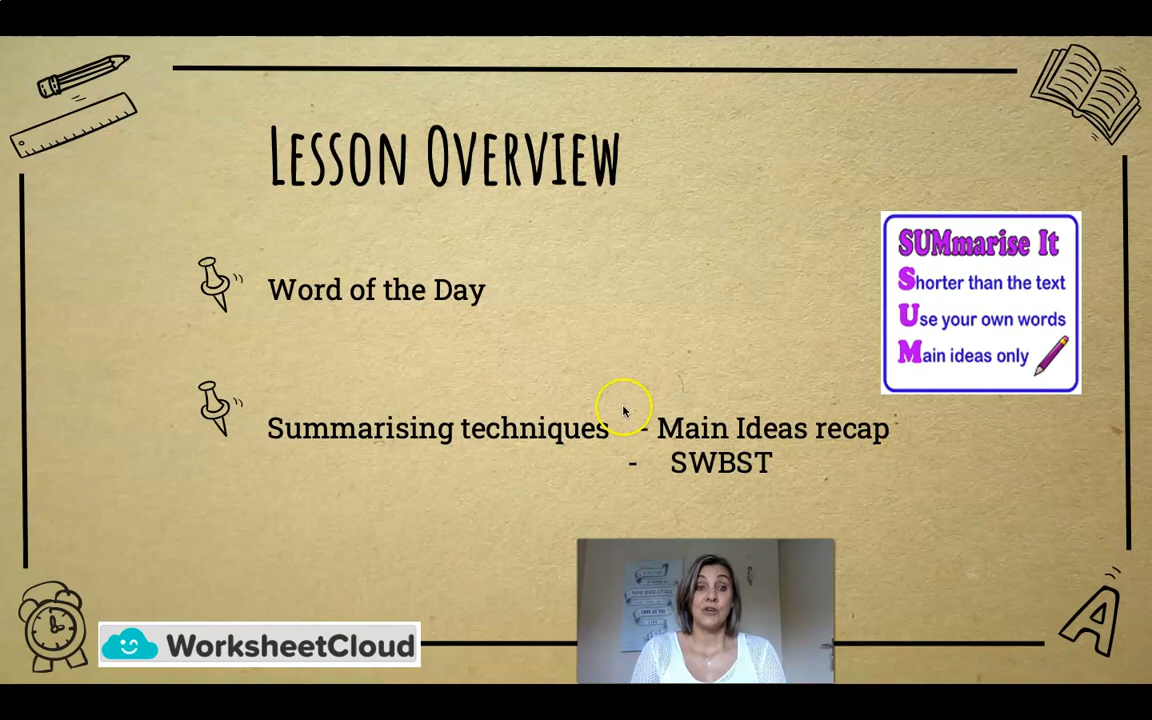 Lesson Overview
Word of the Day
SUMmarise It
Shorter than the text
Use your own words
Main ideas only
Summarising techniques - Main Ideas recap
- SWBST
WorksheetCloud
A